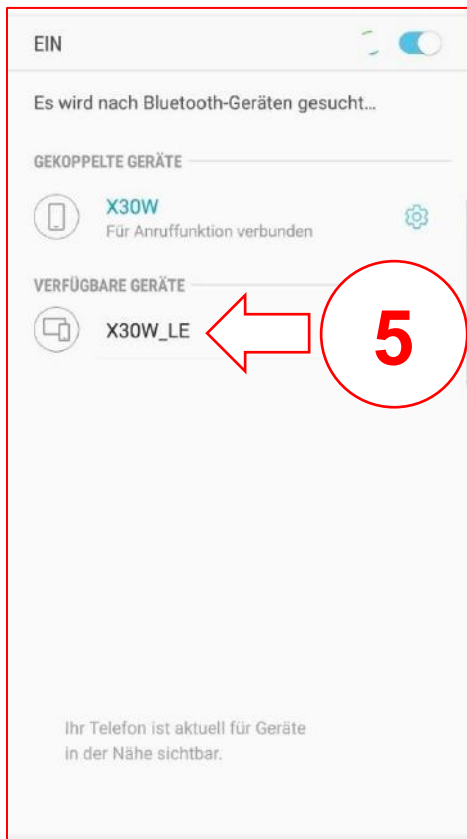 EIN
Es wird nach Bluetooth-Geräten gesucht...
GEKOPPELTE GERÄTE
X30W
Für Anruffunktion verbunden
VERFÜGBARE GERÄTE
X30W_LE
5
Ihr Telefon ist aktuell für Geräte
in der Nähe sichtbar.